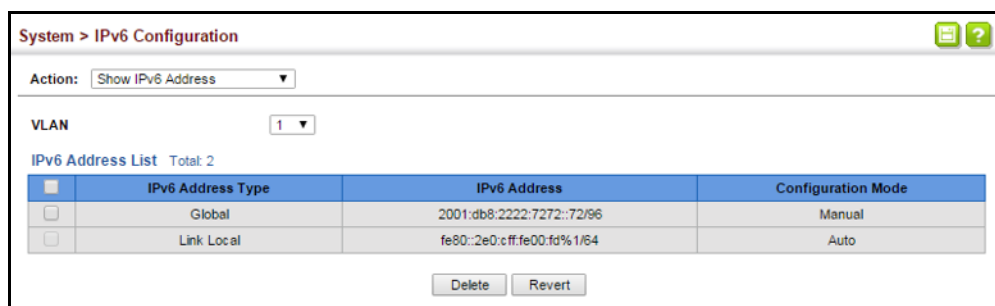 System > IPv6 Configuration
?
Action: Show IPv6 Address
VLAN 1
IPv6 Address List Total: 2
IPv6 Address Type IPv6 Address Configuration Mode
Global 2001:db8:2222:7272::72/96 Manual
Link Local fe80::2e0:cff:fe00:fd%1/64 Auto
Delete Revert